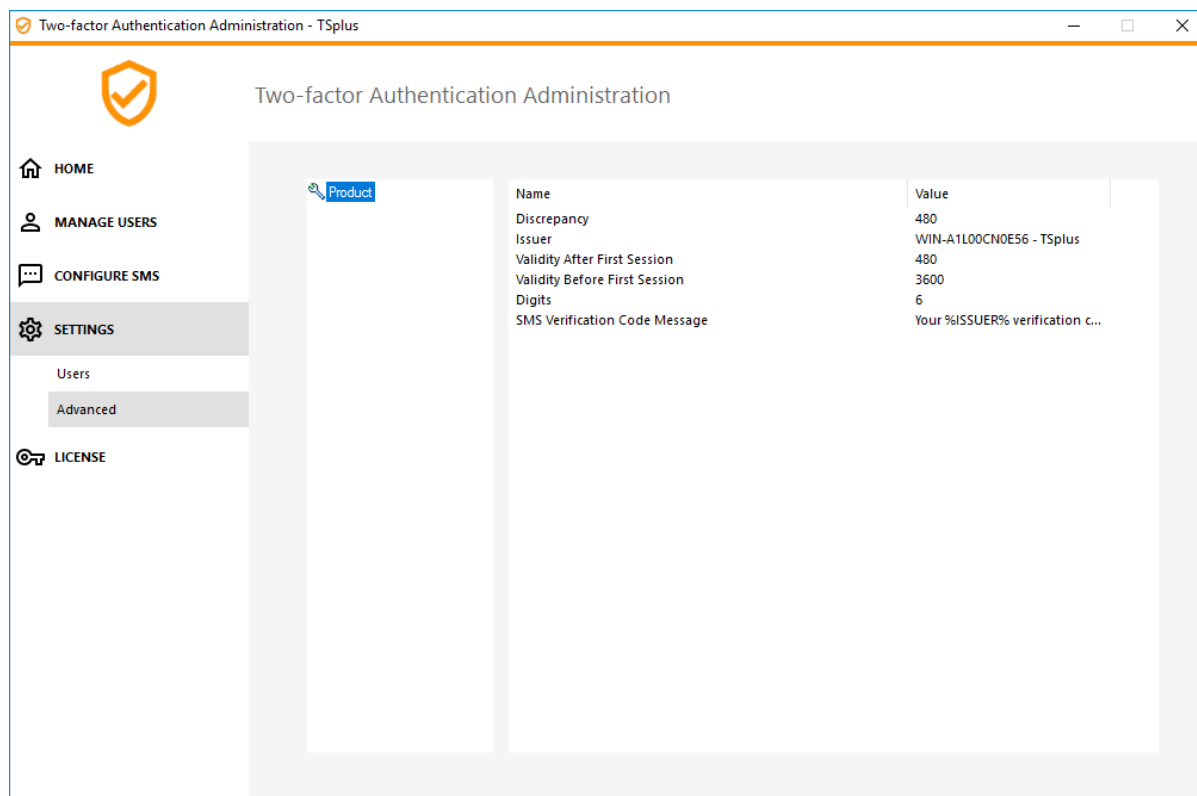 Two-factor Authentication Administration - TSplus
Two-factor Authentication Administration
HOME
MANAGE USERS
CONFIGURE SMS
SETTINGS
Users
Advanced
LICENSE
Product
Name Value
Discrepancy 480
Issuer WIN-A1L00CN0E56 - TSplus
Validity After First Session 480
Validity Before First Session 3600
Digits 6
SMS Verification Code Message Your %ISSUER% verification c...